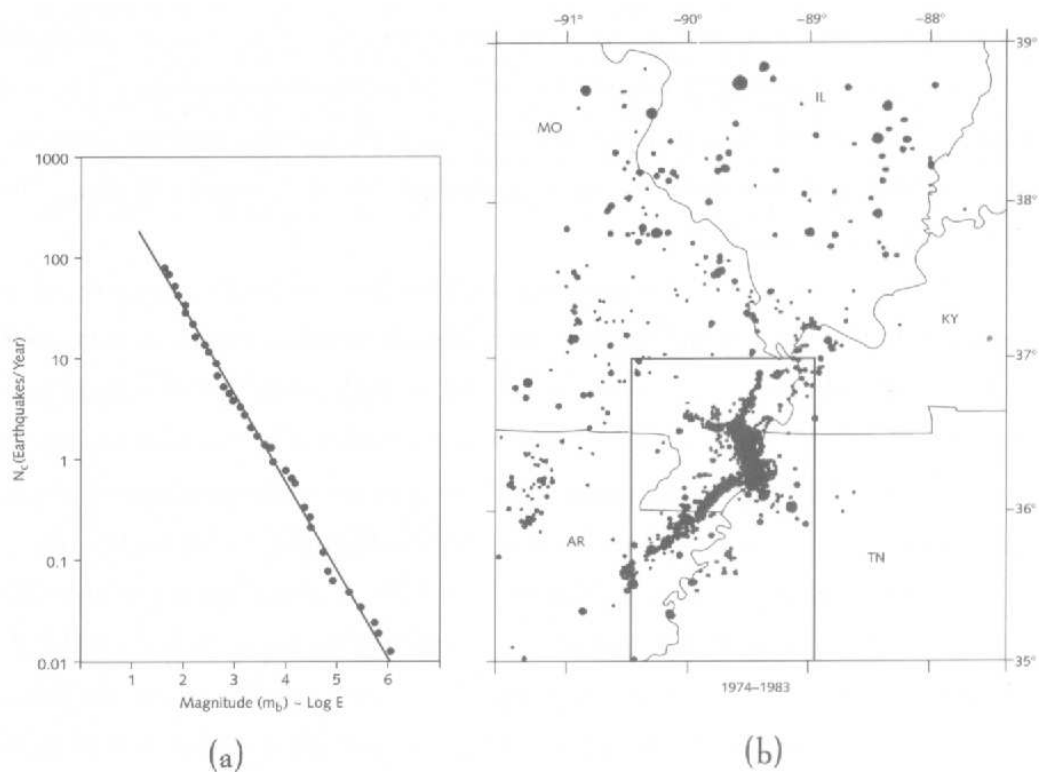 1000
100
10
1
0.1
0.01
1
2
3
4
5
6
N_c (Earthquakes/Year)
Magnitude (m_b) ~ Log E
(a)
-91°
-90°
-89°
-88°
39°
38°
37°
36°
35°
MO
IL
KY
AR
TN
1974–1983
(b)